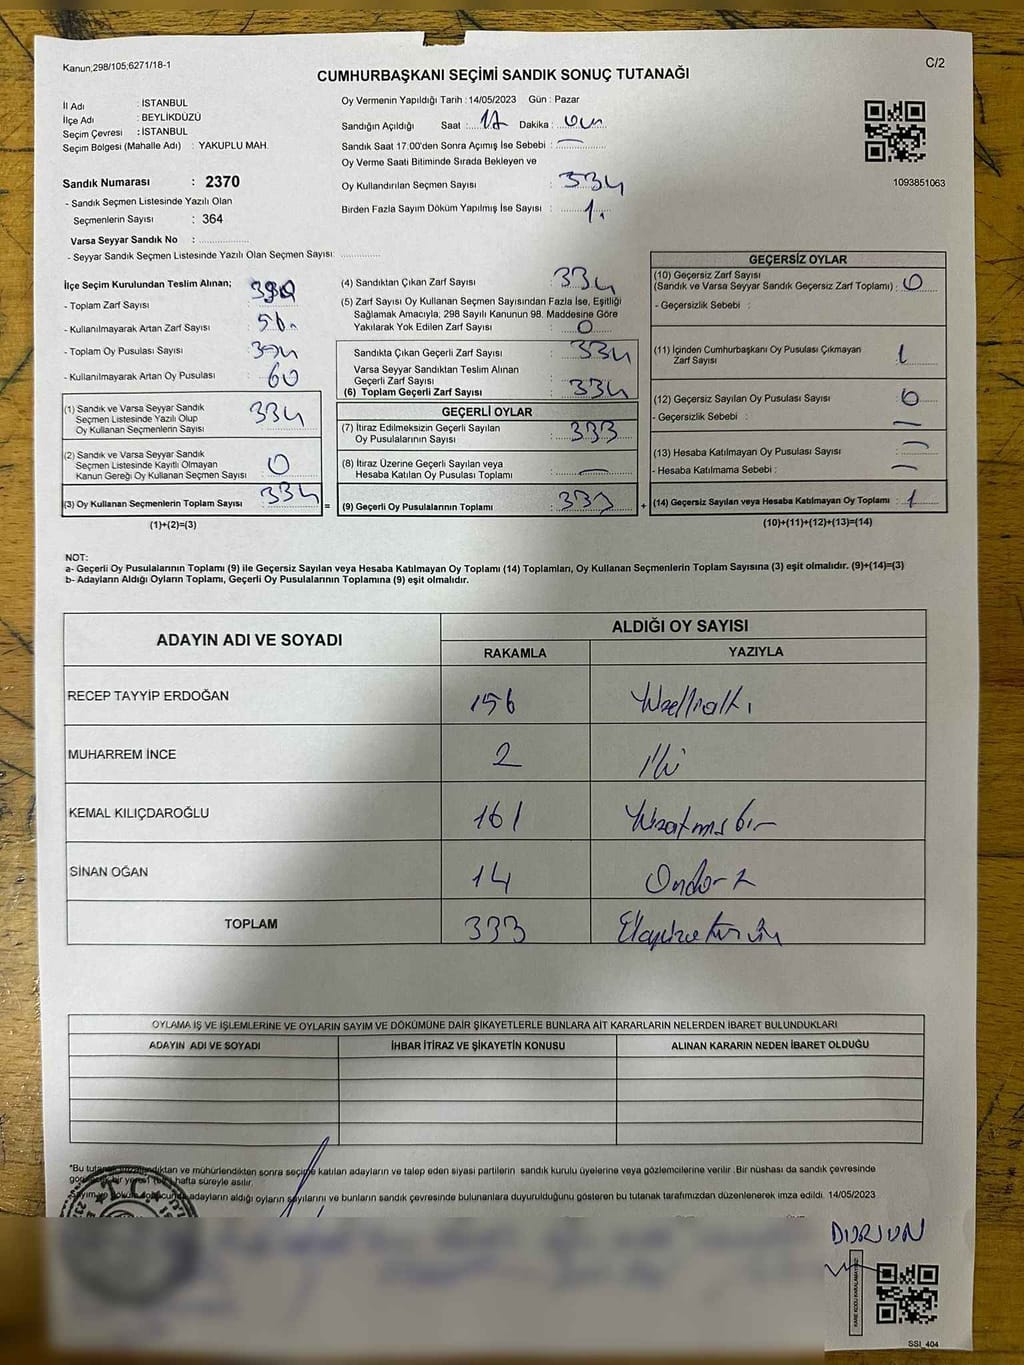 Kanun;298/105;6271/18-1
C/2
CUMHURBAŞKANI SEÇİMİ SANDIK SONUÇ TUTANAĞI
İl Adı : İSTANBUL
İlçe Adı : BEYLİKDÜZÜ
Seçim Çevresi : İSTANBUL
Seçim Bölgesi (Mahalle Adı) : YAKUPLU MAH.
Sandık Numarası : 2370
- Sandık Seçmen Listesinde Yazılı Olan
Seçmenlerin Sayısı : 364
Varsa Seyyar Sandık No :
- Seyyar Sandık Seçmen Listesinde Yazılı Olan Seçmen Sayısı:
Oy Vermenin Yapıldığı Tarih : 14/05/2023 Gün : Pazar
Sandığın Açıldığı Saat : 17 Dakika :
Sandık Saat 17.00'den Sonra Açımış İse Sebebi : —
Oy Verme Saati Bitiminde Sırada Bekleyen ve
Oy Kullandırılan Seçmen Sayısı : 334
Birden Fazla Sayım Döküm Yapılmış İse Sayısı : 1.
1093851063
İlçe Seçim Kurulundan Teslim Alınan;
- Toplam Zarf Sayısı : 390
- Kullanılmayarak Artan Zarf Sayısı : 56
- Toplam Oy Pusulası Sayısı : 394
- Kullanılmayarak Artan Oy Pusulası : 60
(1) Sandık ve Varsa Seyyar Sandık
Seçmen Listesinde Yazılı Olup
Oy Kullanan Seçmenlerin Sayısı : 334
(2) Sandık ve Varsa Seyyar Sandık
Seçmen Listesinde Kayıtlı Olmayan
Kanun Gereği Oy Kullanan Seçmen Sayısı : 0
(3) Oy Kullanan Seçmenlerin Toplam Sayısı : 334
(1)+(2)=(3)
(4) Sandıktan Çıkan Zarf Sayısı : 334
(5) Zarf Sayısı Oy Kullanan Seçmen Sayısından Fazla İse, Eşitliği
Sağlamak Amacıyla; 298 Sayılı Kanunun 98. Maddesine Göre
Yakılarak Yok Edilen Zarf Sayısı : 0
Sandıkta Çıkan Geçerli Zarf Sayısı : 334
Varsa Seyyar Sandıktan Teslim Alınan
Geçerli Zarf Sayısı
(6) Toplam Geçerli Zarf Sayısı : 334
GEÇERLİ OYLAR
(7) İtiraz Edilmeksizin Geçerli Sayılan
Oy Pusulalarının Sayısı : 333
(8) İtiraz Üzerine Geçerli Sayılan veya
Hesaba Katılan Oy Pusulası Toplamı : —
= (9) Geçerli Oy Pusulalarının Toplamı : 333 +
GEÇERSİZ OYLAR
(10) Geçersiz Zarf Sayısı
(Sandık ve Varsa Seyyar Sandık Geçersiz Zarf Toplamı) : 0
- Geçersizlik Sebebi :
(11) İçinden Cumhurbaşkanı Oy Pusulası Çıkmayan
Zarf Sayısı : 1
(12) Geçersiz Sayılan Oy Pusulası Sayısı : 0
- Geçersizlik Sebebi : —
(13) Hesaba Katılmayan Oy Pusulası Sayısı : —
- Hesaba Katılmama Sebebi : —
(14) Geçersiz Sayılan veya Hesaba Katılmayan Oy Toplamı : 1
(10)+(11)+(12)+(13)=(14)
NOT:
a- Geçerli Oy Pusulalarının Toplamı (9) ile Geçersiz Sayılan veya Hesaba Katılmayan Oy Toplamı (14) Toplamları, Oy Kullanan Seçmenlerin Toplam Sayısına (3) eşit olmalıdır. (9)+(14)=(3)
b- Adayların Aldığı Oyların Toplamı, Geçerli Oy Pusulalarının Toplamına (9) eşit olmalıdır.
ADAYIN ADI VE SOYADI
ALDIĞI OY SAYISI
RAKAMLA YAZIYLA
RECEP TAYYİP ERDOĞAN 156 Yüzellialtı
MUHARREM İNCE 2 İki
KEMAL KILIÇDAROĞLU 161 Yüzatmışbir
SİNAN OĞAN 14 Ondört
TOPLAM 333
OYLAMA İŞ VE İŞLEMLERİNE VE OYLARIN SAYIM VE DÖKÜMÜNE DAİR ŞİKAYETLERLE BUNLARA AİT KARARLARIN NELERDEN İBARET BULUNDUKLARI
ADAYIN ADI VE SOYADI İHBAR İTİRAZ VE ŞİKAYETİN KONUSU ALINAN KARARIN NEDEN İBARET OLDUĞU
*Bu tutanak imzalandıktan ve mühürlendikten sonra seçime katılan adayların ve talep eden siyasi partilerin sandık kurulu üyelerine veya gözlemcilerine verilir. Bir nüshası da sandık çevresinde
görülecek bir yere 1 (bir) hafta süreyle asılır.
Sayım ve döküm sonucunda adayların aldığı oyların sayılarını ve bunların sandık çevresinde bulunanlara duyurulduğunu gösteren bu tutanak tarafımızdan düzenlenerek imza edildi. 14/05/2023
T.C.
DURSUN
KARE KODU KARALAMAYINIZ!
SSI_404